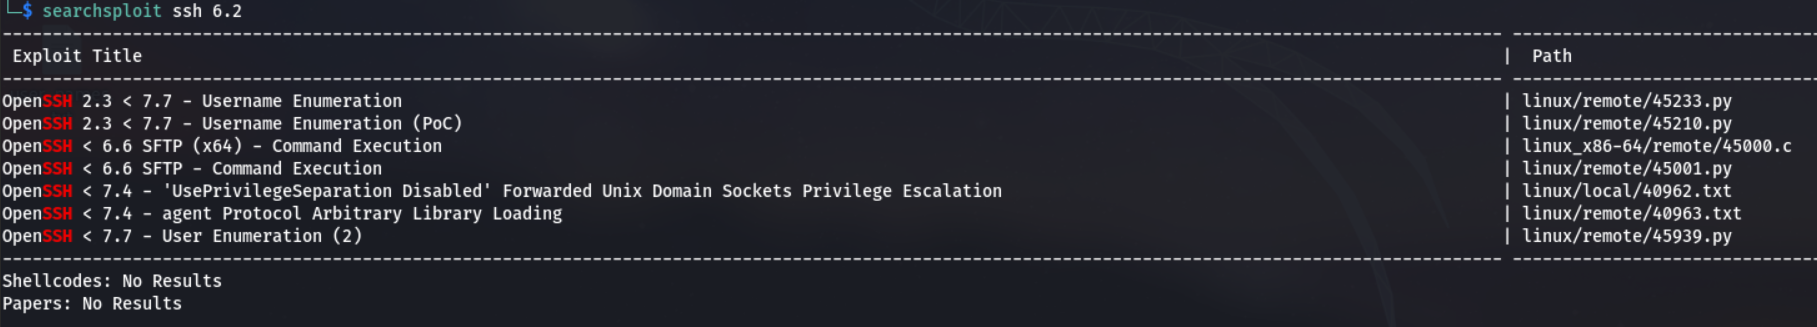 └─$ searchsploit ssh 6.2
---------------------------------------------------------------- ---------------------------------
Exploit Title | Path
---------------------------------------------------------------- ---------------------------------
OpenSSH 2.3 < 7.7 - Username Enumeration | linux/remote/45233.py
OpenSSH 2.3 < 7.7 - Username Enumeration (PoC) | linux/remote/45210.py
OpenSSH < 6.6 SFTP (x64) - Command Execution | linux_x86-64/remote/45000.c
OpenSSH < 6.6 SFTP - Command Execution | linux/remote/45001.py
OpenSSH < 7.4 - 'UsePrivilegeSeparation Disabled' Forwarded Unix Domain Sockets Privilege Escalation | linux/local/40962.txt
OpenSSH < 7.4 - agent Protocol Arbitrary Library Loading | linux/remote/40963.txt
OpenSSH < 7.7 - User Enumeration (2) | linux/remote/45939.py
---------------------------------------------------------------- ---------------------------------
Shellcodes: No Results
Papers: No Results